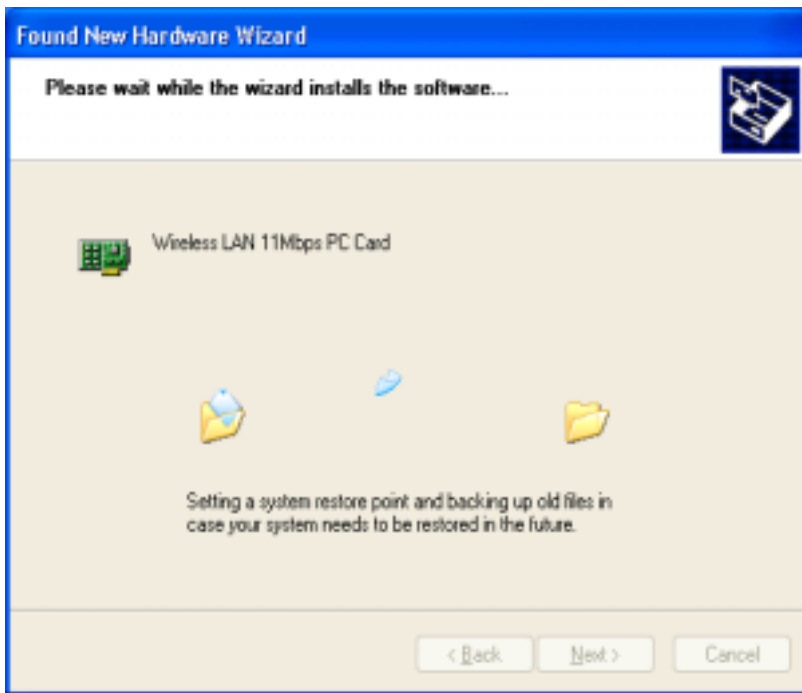 Found New Hardware Wizard
Please wait while the wizard installs the software...
Wireless LAN 11Mbps PC Card
Setting a system restore point and backing up old files in
case your system needs to be restored in the future.
< Back
Next >
Cancel